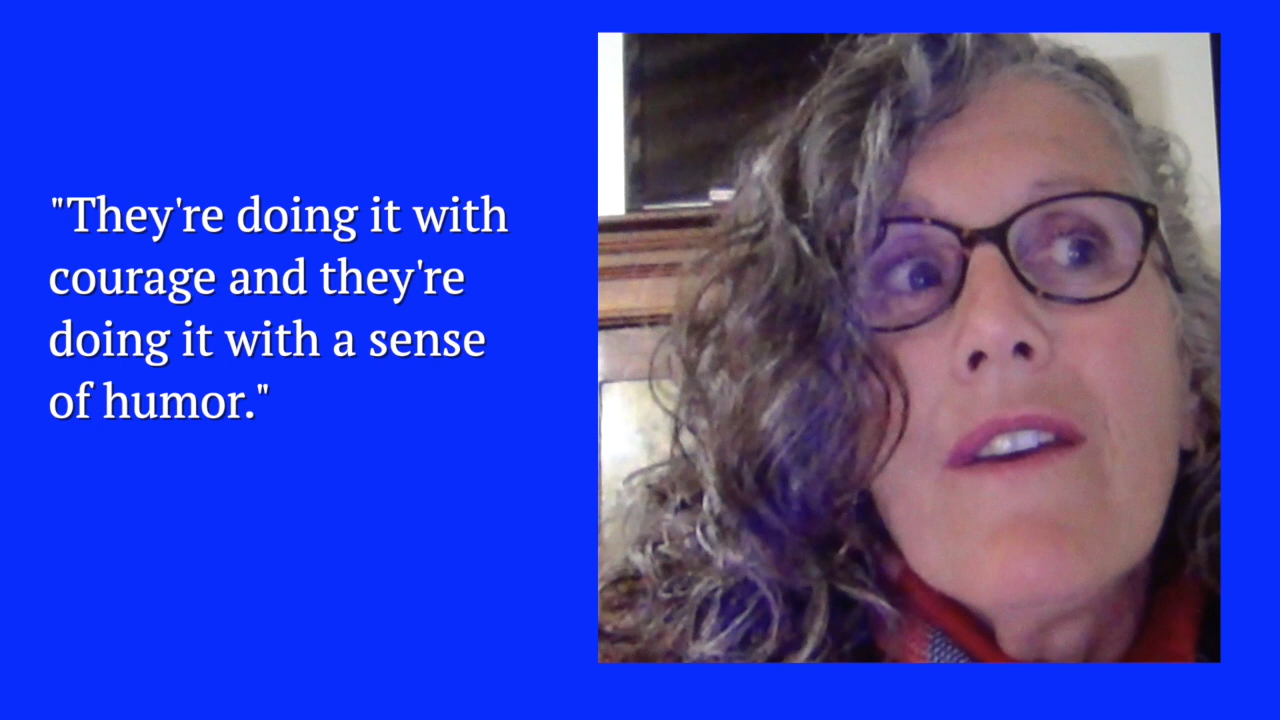 "They're doing it with
courage and they're
doing it with a sense
of humor."